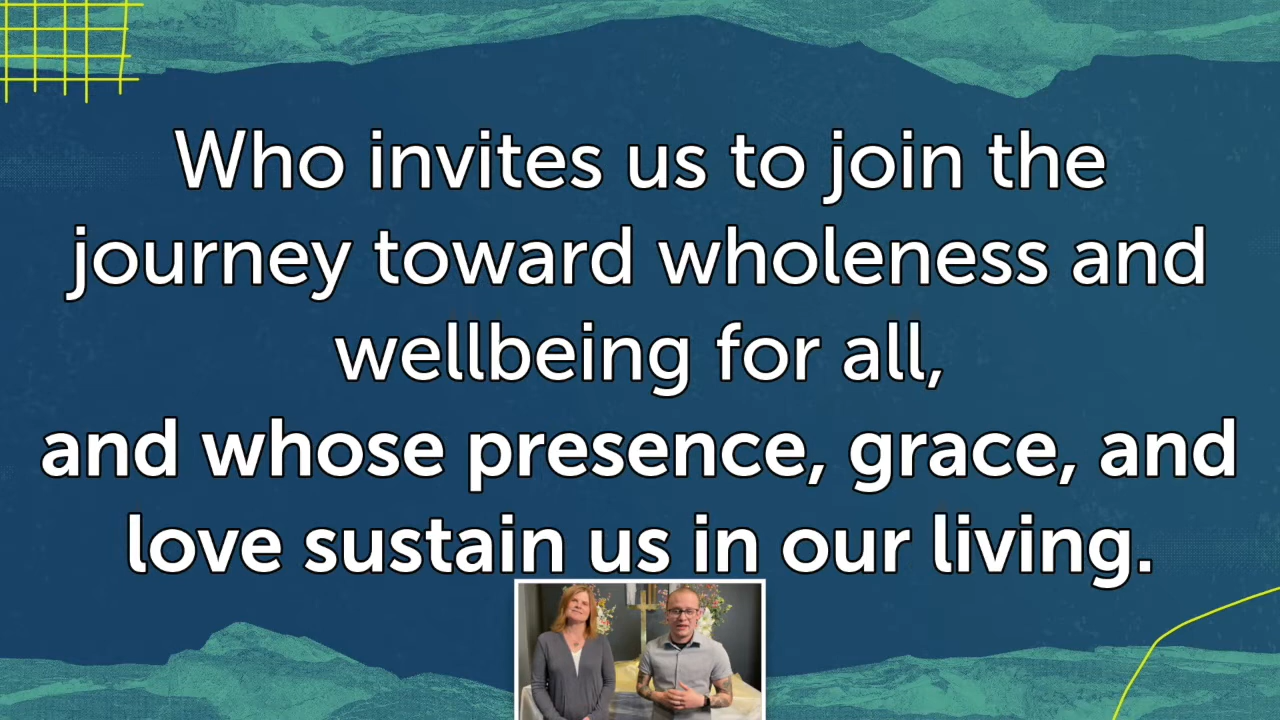 Who invites us to join the
journey toward wholeness and
wellbeing for all,
and whose presence, grace, and
love sustain us in our living.